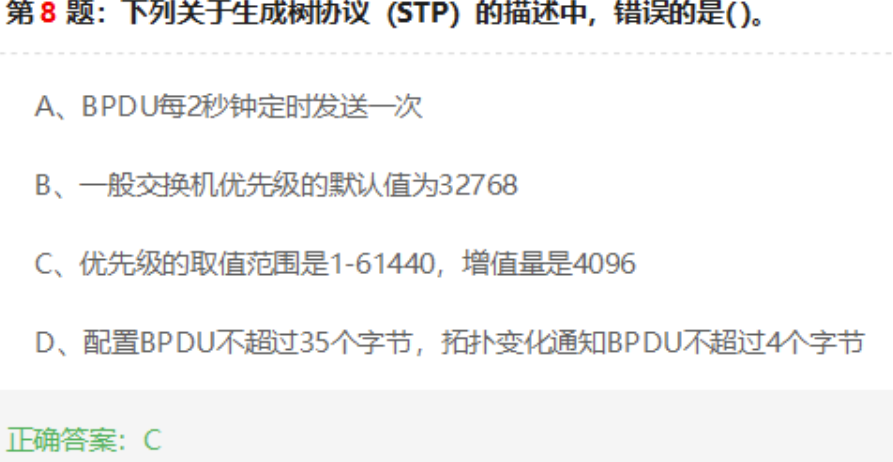 第 8 题：下列关于生成树协议（STP）的描述中，错误的是( )。
A、BPDU每2秒钟定时发送一次
B、一般交换机优先级的默认值为32768
C、优先级的取值范围是1-61440，增值量是4096
D、配置BPDU不超过35个字节，拓扑变化通知BPDU不超过4个字节
正确答案：C